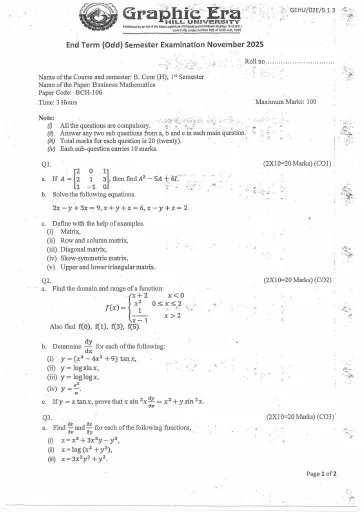 GEHU/02E/9.1.3
Graphic Era
HILL UNIVERSITY
End Term (Odd) Semester Examination November 2025
Roll no
Name of the Course and semester: B. Com (H), 1st Semester
Name of the Paper: Business Mathematics
Paper Code: BCH-106
Time: 3 Hours Maximum Marks: 100
Note:
(i) All the questions are compulsory.
(ii) Answer any two sub questions from a, b and c in each main question.
(iii) Total marks for each question is 20 (twenty).
(iv) Each sub-question carries 10 marks.
Q1. (2X10=20 Marks) (CO1)
a. If A = [2 0 1; 2 1 3; 1 -1 0], then find A² − 5A + 6I.
b. Solve the following equations.
2x − y + 3z = 9, x + y + z = 6, x − y + z = 2.
c. Define with the help of examples.
(i) Matrix,
(ii) Row and column matrix,
(iii) Diagonal matrix,
(iv) Skew-symmetric matrix,
(v) Upper and lower triangular matrix.
Q2. (2X10=20 Marks) (CO2)
a. Find the domain and range of a function:
x + 2 x < 0
f(x) = { x² 0 ≤ x ≤ 2
1/(x − 1) x > 2
Also find f(0), f(1), f(3), f(5).
b. Determine dy/dx for each of the following:
(i) y = (x⁴ − 4x² + 9) tan x,
(ii) y = log sin x,
(iii) y = log log x,
(iv) y =
c. If y = x tan x, prove that x sin ²x dy/dx = x² + y sin ²x.
Q3. (2X10=20 Marks) (CO3)
a. Find ∂z/∂x and ∂z/∂y for each of the following functions,
(i)
(ii) z = log (x² + y²),
(iii) z = 3x²y² + y³.
Page 1 of 2